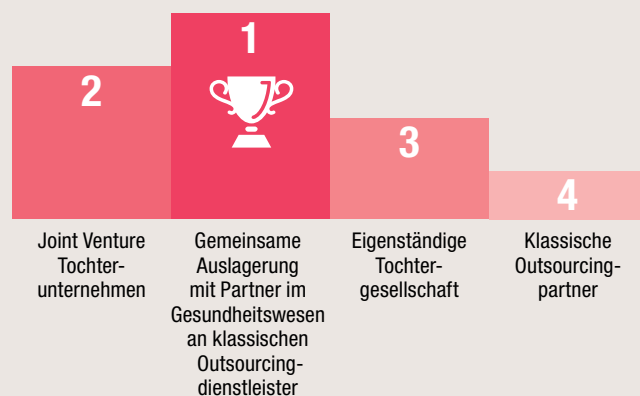 1
2
3
4
Joint Venture
Tochter-
unternehmen
Gemeinsame
Auslagerung
mit Partner im
Gesundheitswesen
an klassischen
Outsourcing-
dienstleister
Eigenständige
Tochter-
gesellschaft
Klassische
Outsourcing-
partner